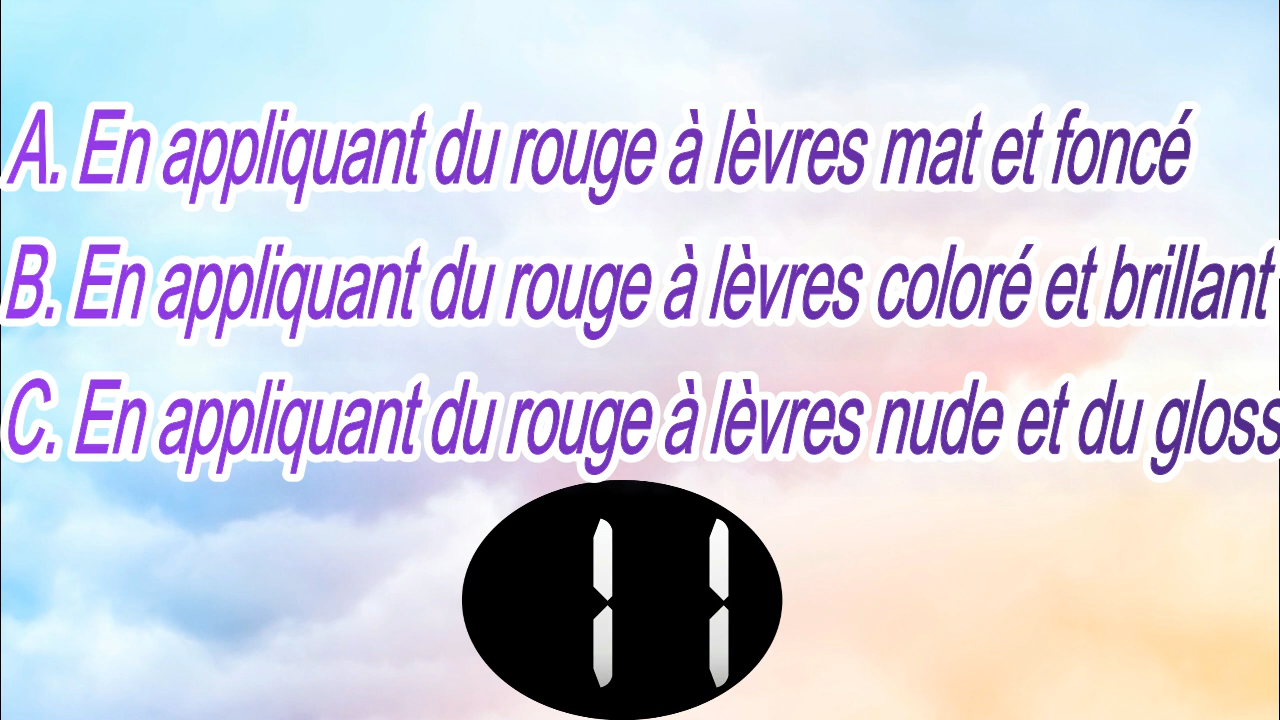 A. En appliquant du rouge à lèvres mat et foncé
B. En appliquant du rouge à lèvres coloré et brillant
C. En appliquant du rouge à lèvres nude et du gloss
11